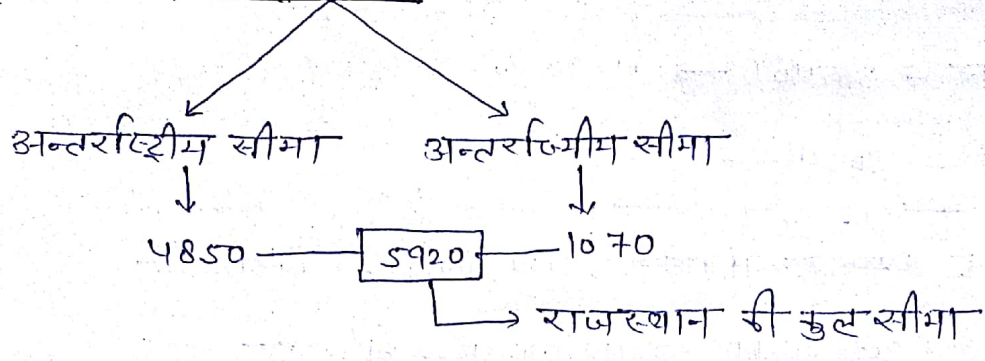 अन्तर्राष्ट्रीय सीमा अन्तर्राज्यीय सीमा
4850 5920 1070
राजस्थान की कुल सीमा